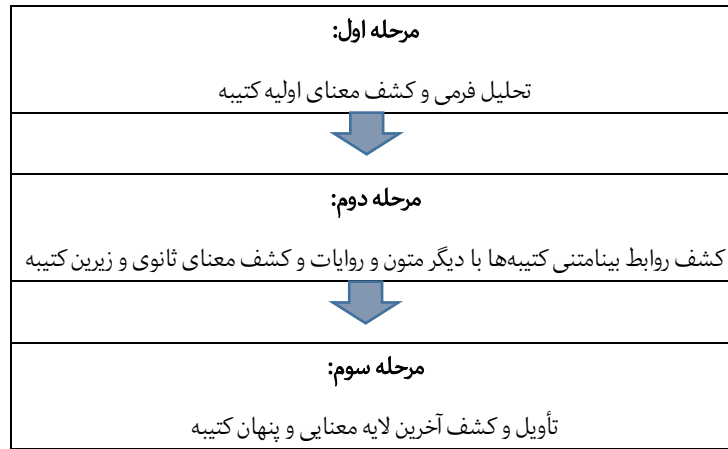 مرحله اول:
تحلیل فرمی و کشف معنای اولیه کتیبه
مرحله دوم:
کشف روابط بینامتنی کتیبه‌ها با دیگر متون و روایات و کشف معنای ثانوی و زیرین کتیبه
مرحله سوم:
تأویل و کشف آخرین لایه معنایی و پنهان کتیبه